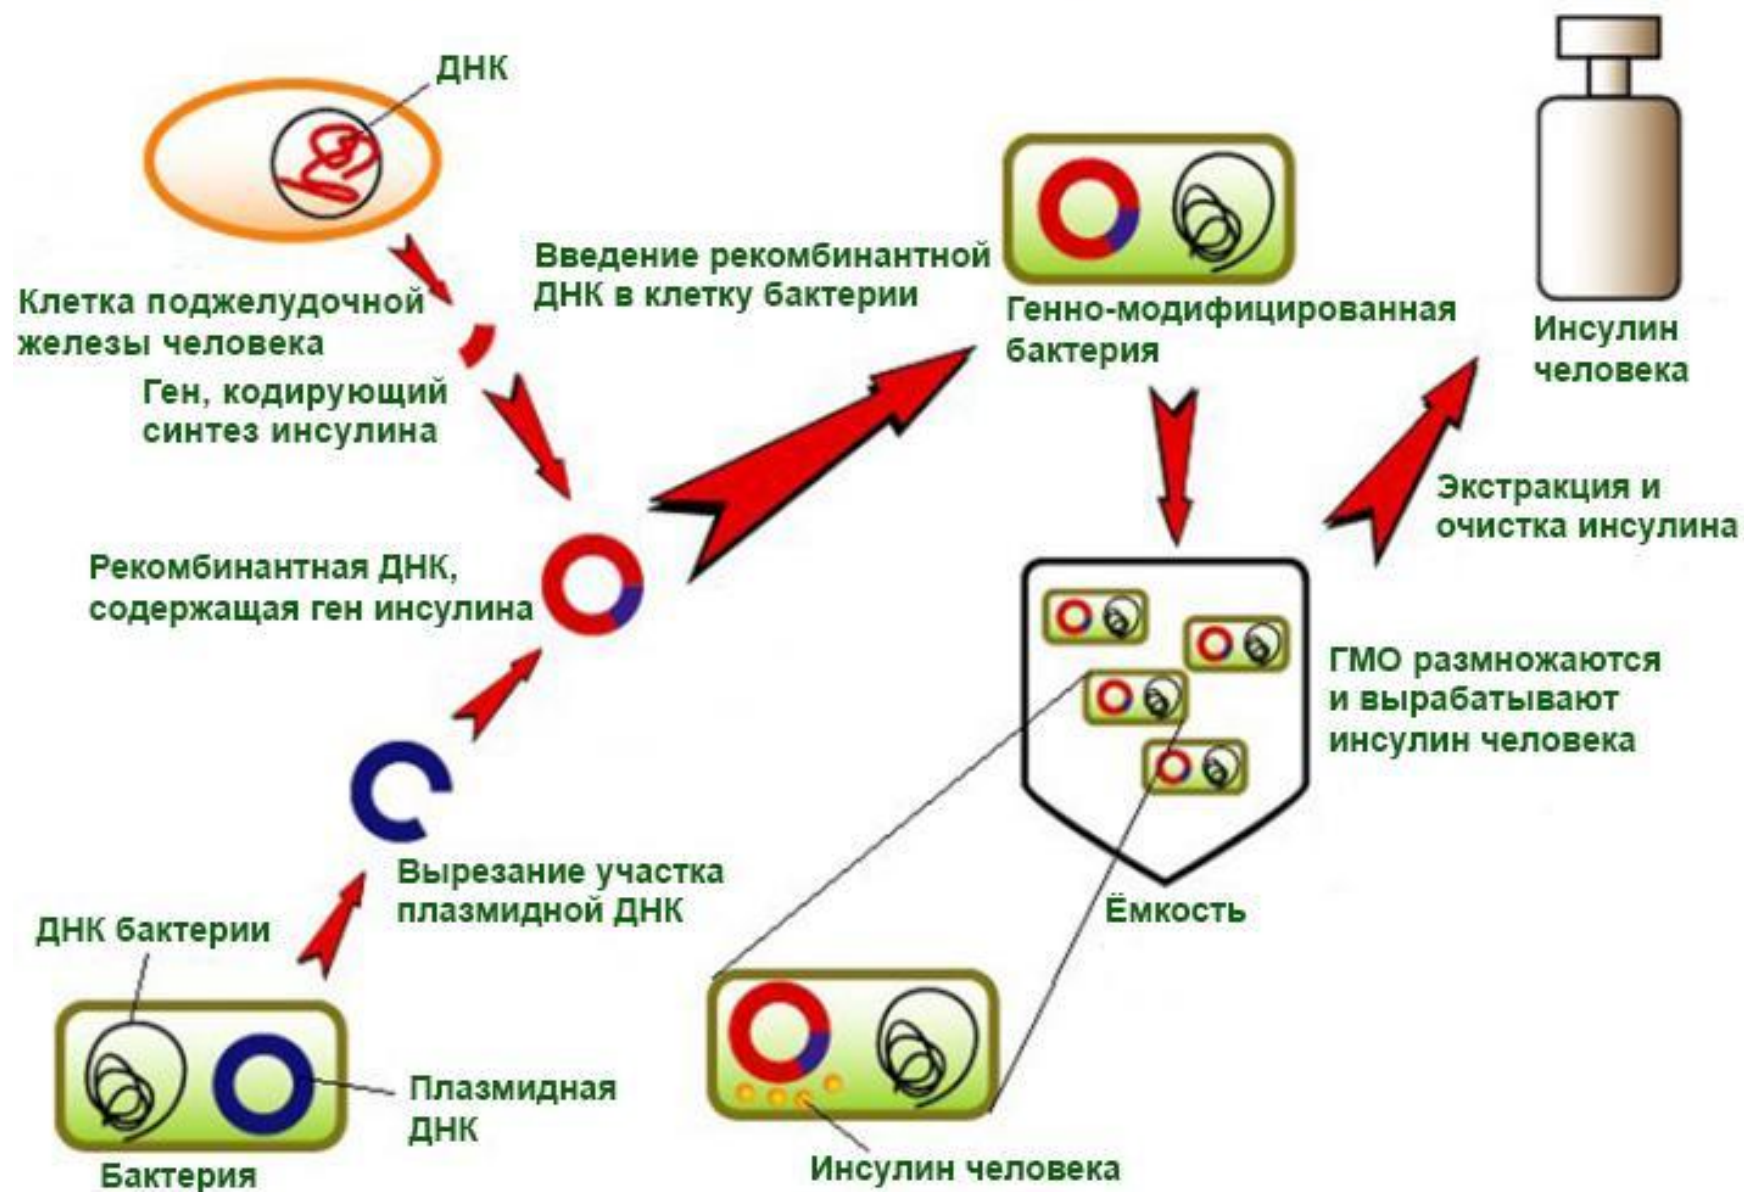 ДНК
Клетка поджелудочной
железы человека
Ген, кодирующий
синтез инсулина
Введение рекомбинантной
ДНК в клетку бактерии
Генно-модифицированная
бактерия
Инсулин
человека
Экстракция и
очистка инсулина
Рекомбинантная ДНК,
содержащая ген инсулина
ГМО размножаются
и вырабатывают
инсулин человека
Вырезание участка
плазмидной ДНК
Ёмкость
ДНК бактерии
Плазмидная
ДНК
Бактерия
Инсулин человека